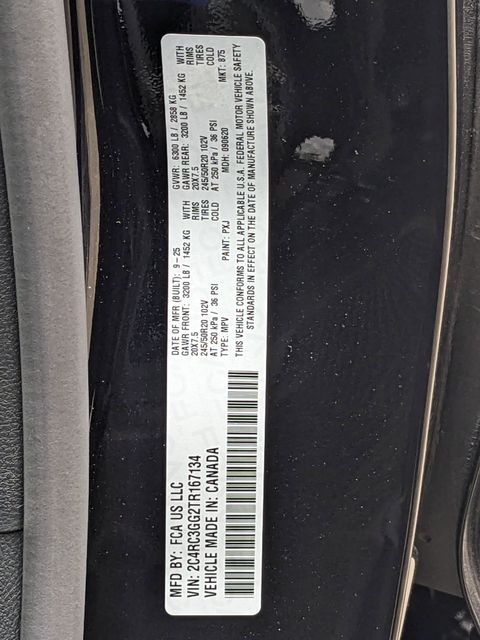 MFD BY: FCA US LLC
VIN: 2C4RC3GG2TR167134
VEHICLE MADE IN: CANADA
DATE OF MFR (BUILT): 9-25 GVWR: 6300 LB / 2858 KG
GAWR FRONT: 3200 LB / 1452 KG WITH GAWR REAR: 3200 LB / 1452 KG WITH
20X7.5 RIMS 20X7.5 RIMS
245/50R20 102V TIRES 245/50R20 102V TIRES
AT 250 kPa / 36 PSI COLD AT 250 kPa / 36 PSI COLD
TYPE: MPV PAINT: PXJ MDH: 090620 MKT: 875
THIS VEHICLE CONFORMS TO ALL APPLICABLE U.S.A. FEDERAL MOTOR VEHICLE SAFETY
STANDARDS IN EFFECT ON THE DATE OF MANUFACTURE SHOWN ABOVE.